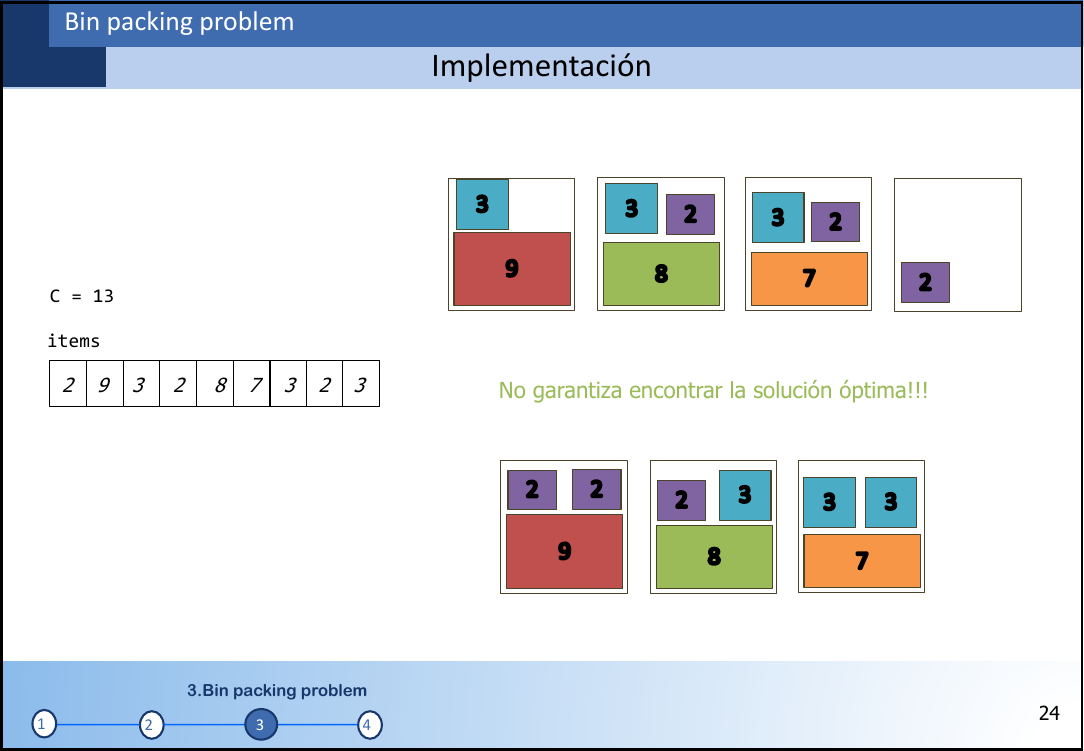 Bin packing problem
Implementación
3
9
3 2
8
3 2
7
2
C = 13
items
2 9 3 2 8 7 3 2 3
No garantiza encontrar la solución óptima!!!
2 2
9
2 3
8
3 3
7
3.Bin packing problem
1 2 3 4
24